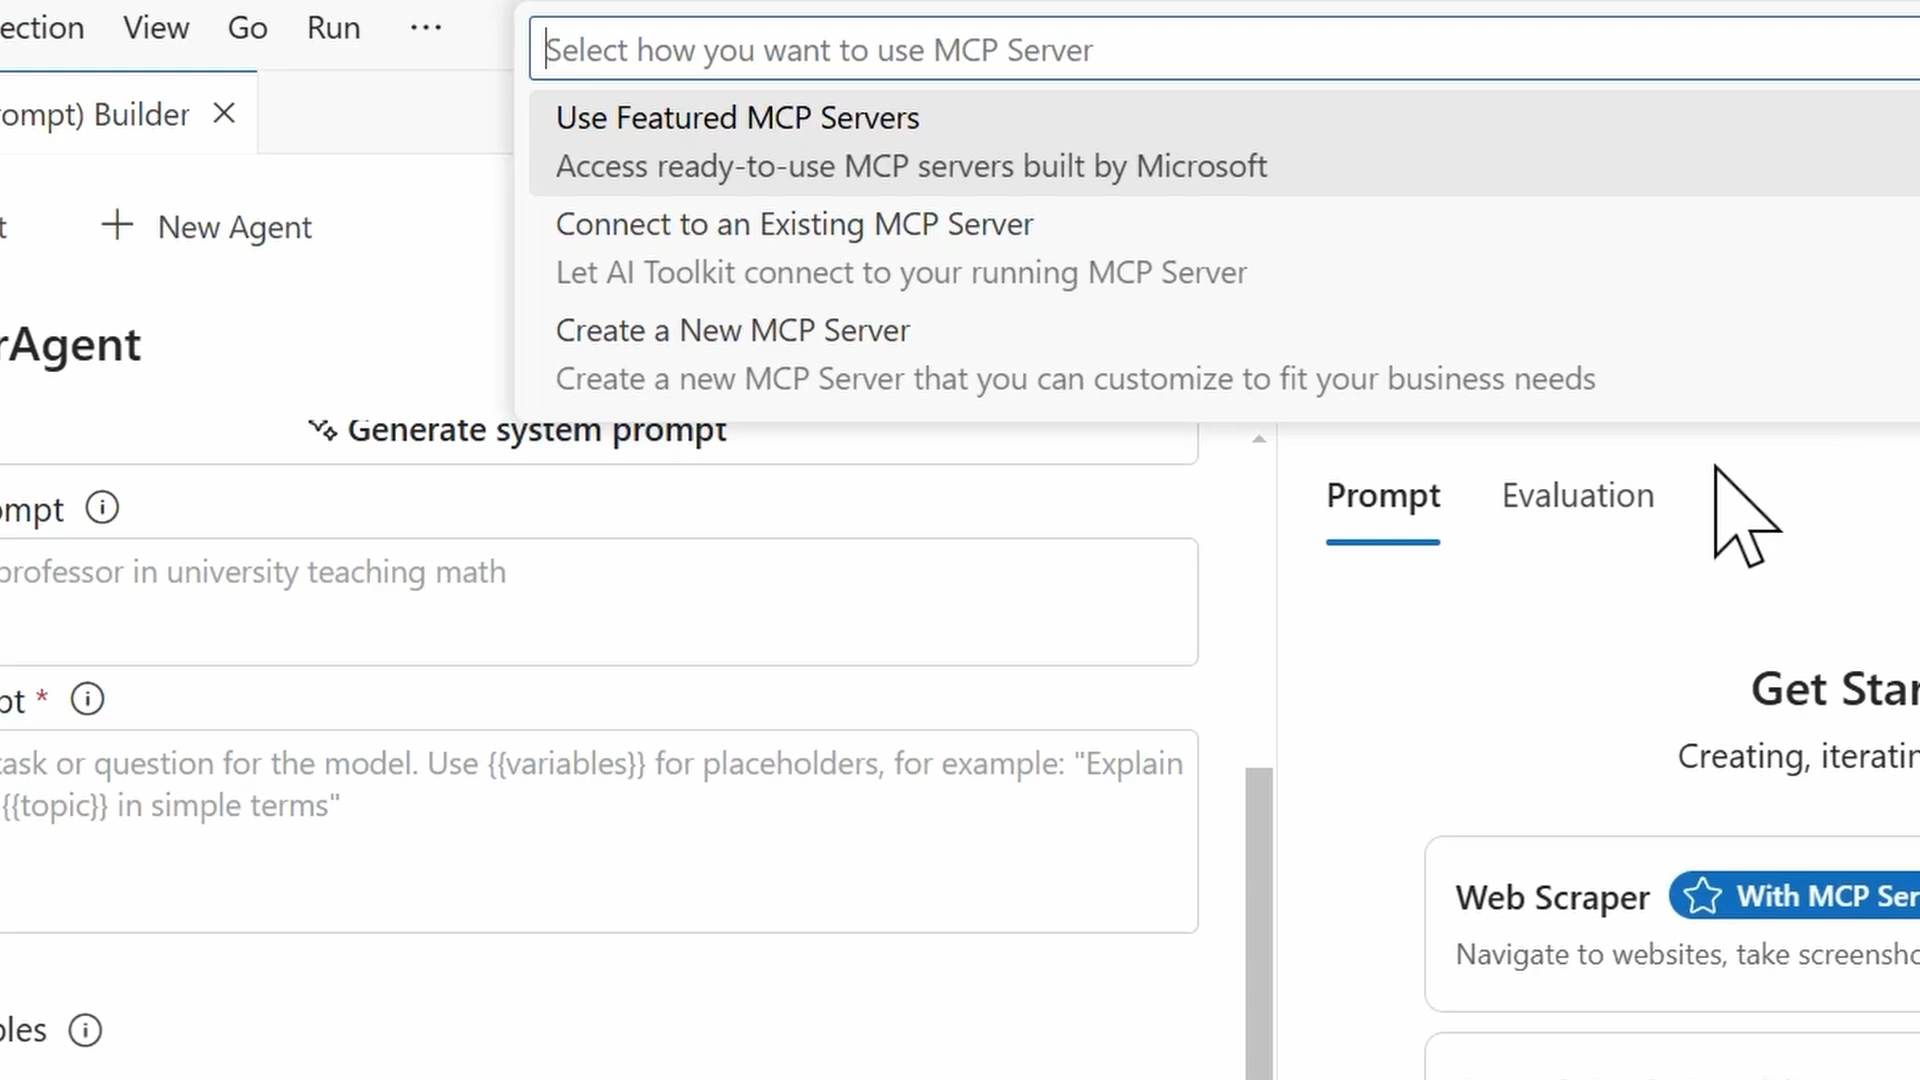 ection View Go Run ...
Select how you want to use MCP Server
Use Featured MCP Servers
Access ready-to-use MCP servers built by Microsoft
Connect to an Existing MCP Server
Let AI Toolkit connect to your running MCP Server
Create a New MCP Server
Create a new MCP Server that you can customize to fit your business needs
ompt) Builder
t + New Agent
rAgent
Generate system prompt
ompt
professor in university teaching math
pt *
task or question for the model. Use {{variables}} for placeholders, for example: "Explain
{{topic}} in simple terms"
bles
Prompt Evaluation
Get Star
Creating, iteratin
Web Scraper With MCP Ser
Navigate to websites, take screensho